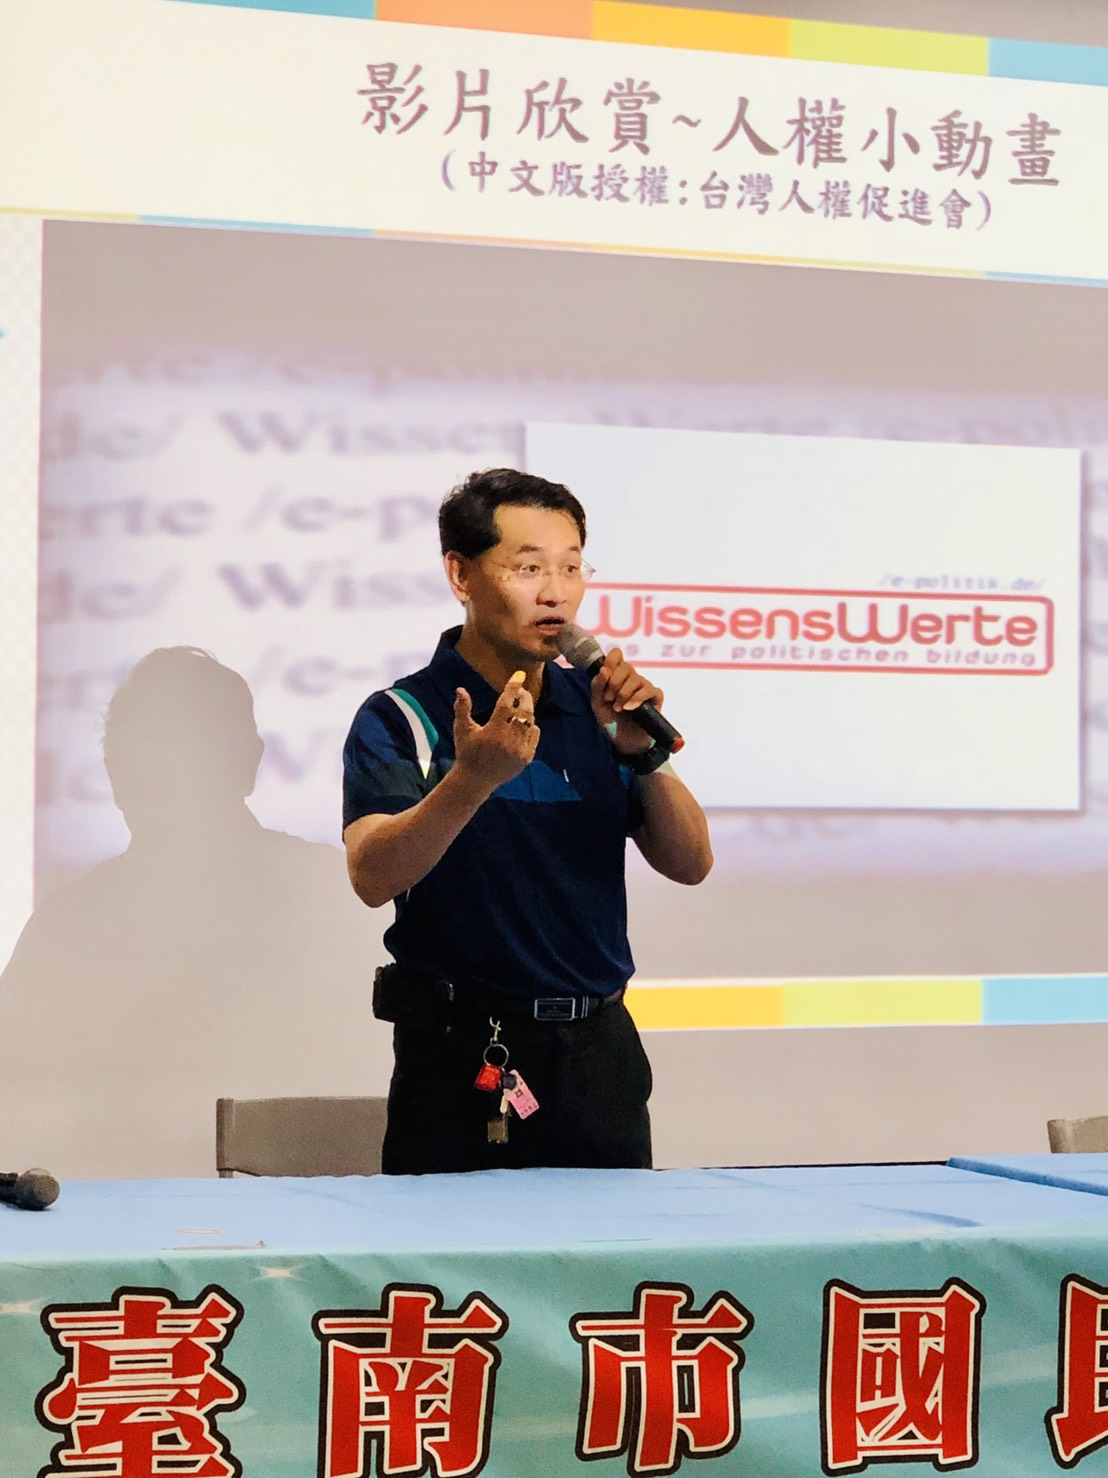 影片欣賞~人權小動畫
(中文版授權:台灣人權促進會)
/e-politik.de/
WissensWerte
zur politischen bildung
臺南市國